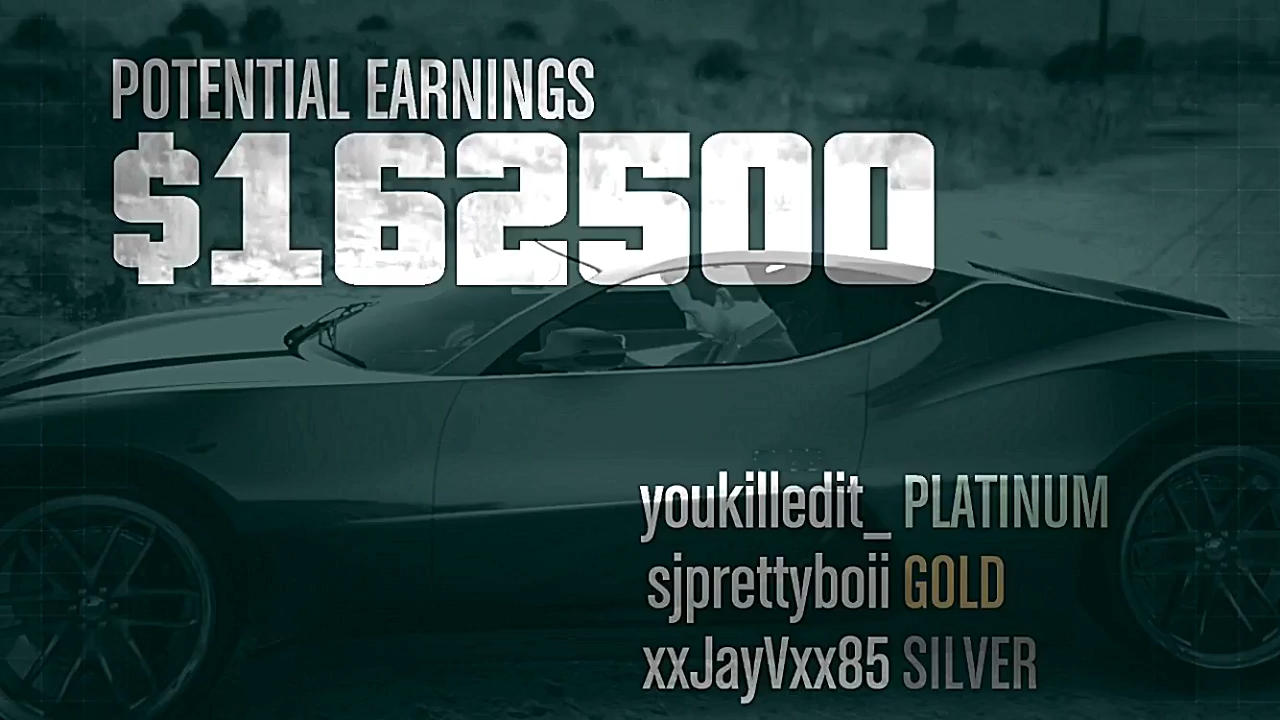 POTENTIAL EARNINGS
$162500
youkilledit_ PLATINUM
sjprettyboii GOLD
xxJayVxx85 SILVER